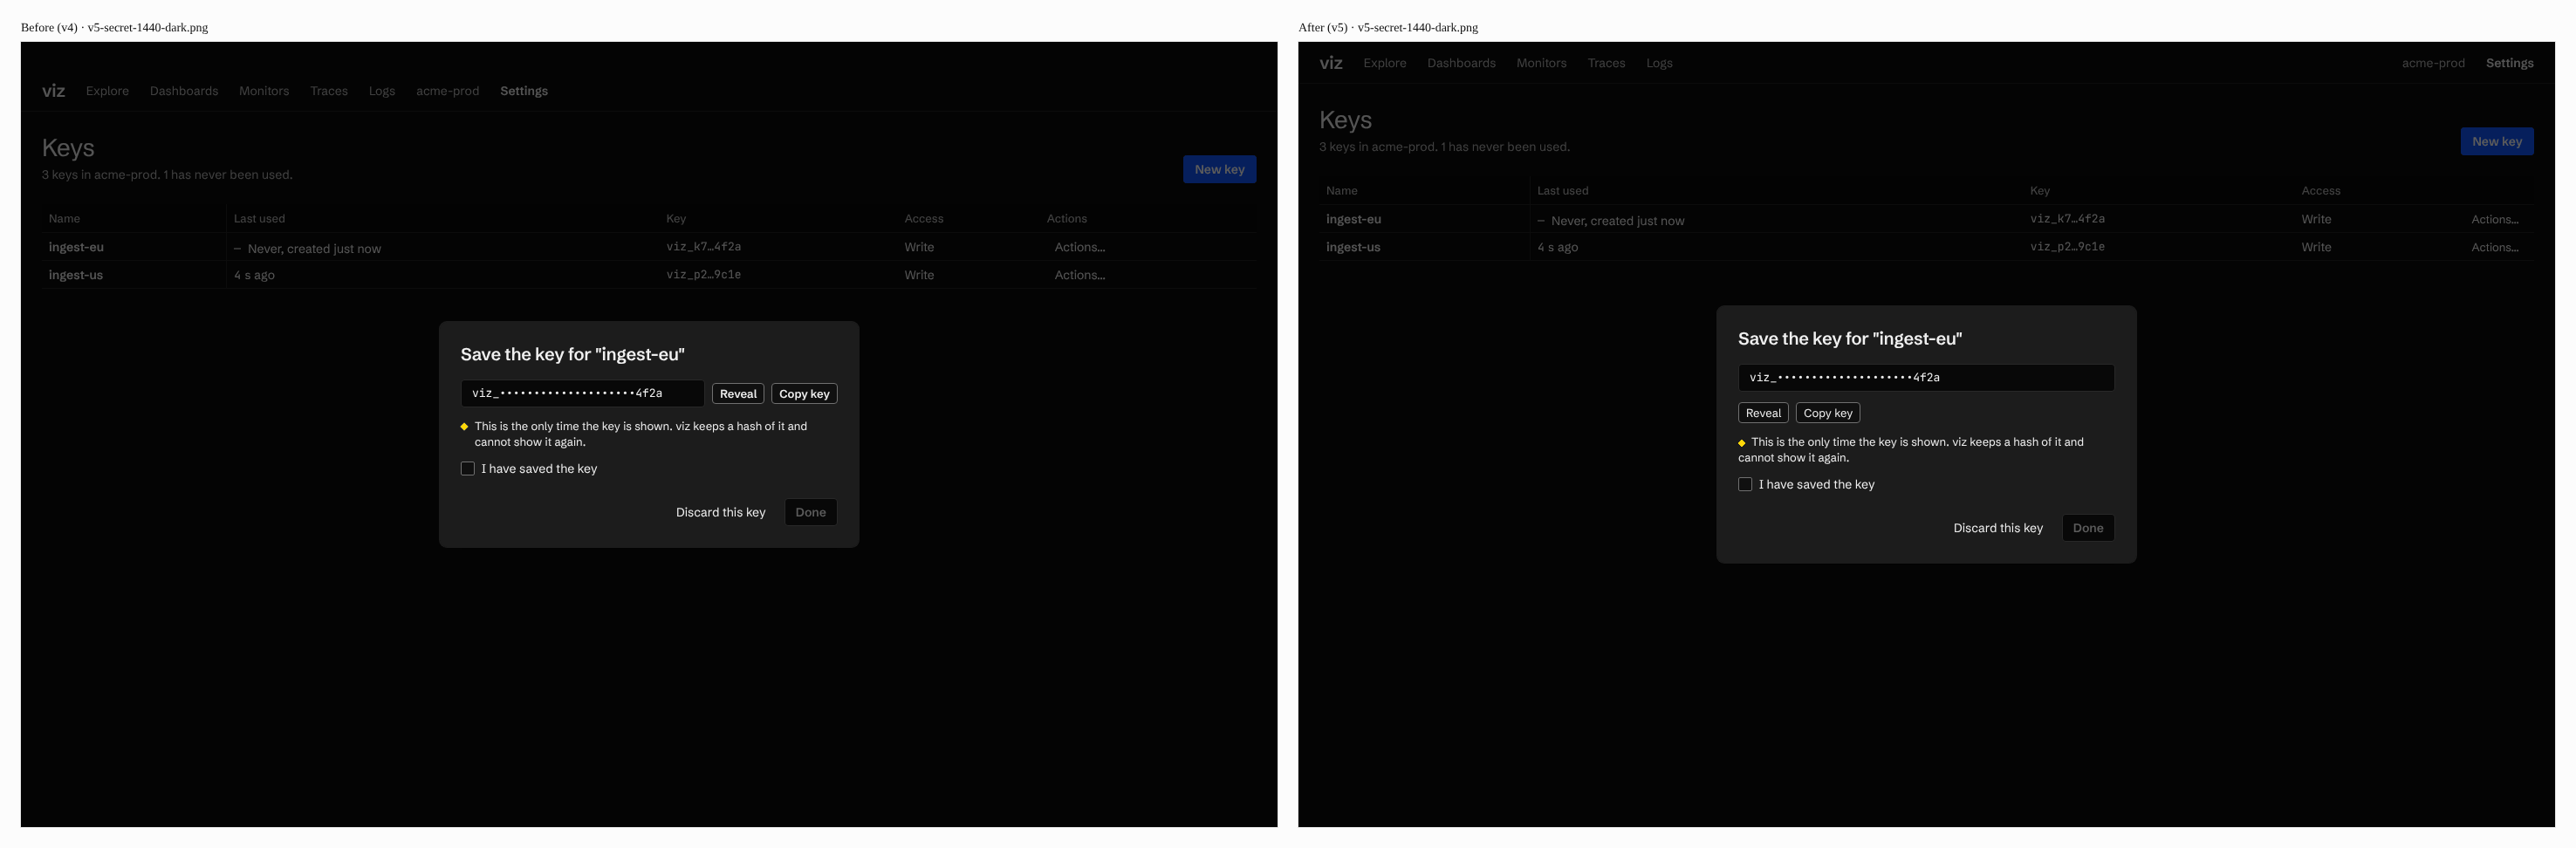 Before (v4) · v5-secret-1440-dark.png
viz Explore Dashboards Monitors Traces Logs acme-prod Settings
Keys
3 keys in acme-prod. 1 has never been used.
New key
Name Last used Key Access Actions
ingest-eu — Never, created just now viz_k7…4f2a Write Actions…
ingest-us 4 s ago viz_p2…9c1e Write Actions…
Save the key for "ingest-eu"
viz_••••••••••••••••••••4f2a Reveal Copy key
This is the only time the key is shown. viz keeps a hash of it and
cannot show it again.
I have saved the key
Discard this key Done
After (v5) · v5-secret-1440-dark.png
viz Explore Dashboards Monitors Traces Logs acme-prod Settings
Keys
3 keys in acme-prod. 1 has never been used.
New key
Name Last used Key Access
ingest-eu — Never, created just now viz_k7…4f2a Write Actions…
ingest-us 4 s ago viz_p2…9c1e Write Actions…
Save the key for "ingest-eu"
viz_••••••••••••••••••••4f2a
Reveal Copy key
This is the only time the key is shown. viz keeps a hash of it and
cannot show it again.
I have saved the key
Discard this key Done